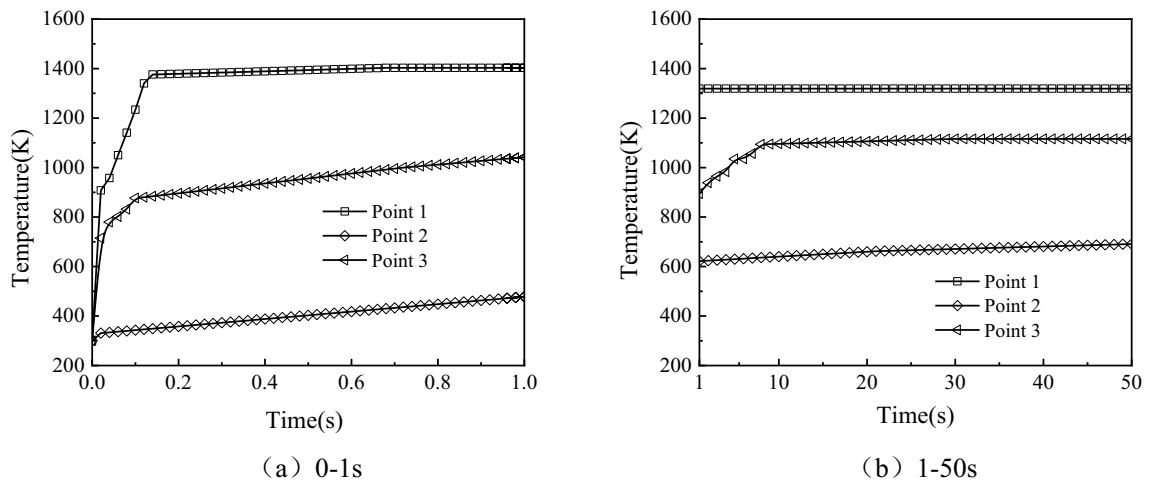 1600
1400
1200
1000
800
600
400
200
Temperature(K)
Point 1
Point 2
Point 3
0.0 0.2 0.4 0.6 0.8 1.0
Time(s)
（a）0-1s
1600
1400
1200
1000
800
600
400
200
Temperature(K)
Point 1
Point 2
Point 3
1 10 20 30 40 50
Time(s)
（b）1-50s